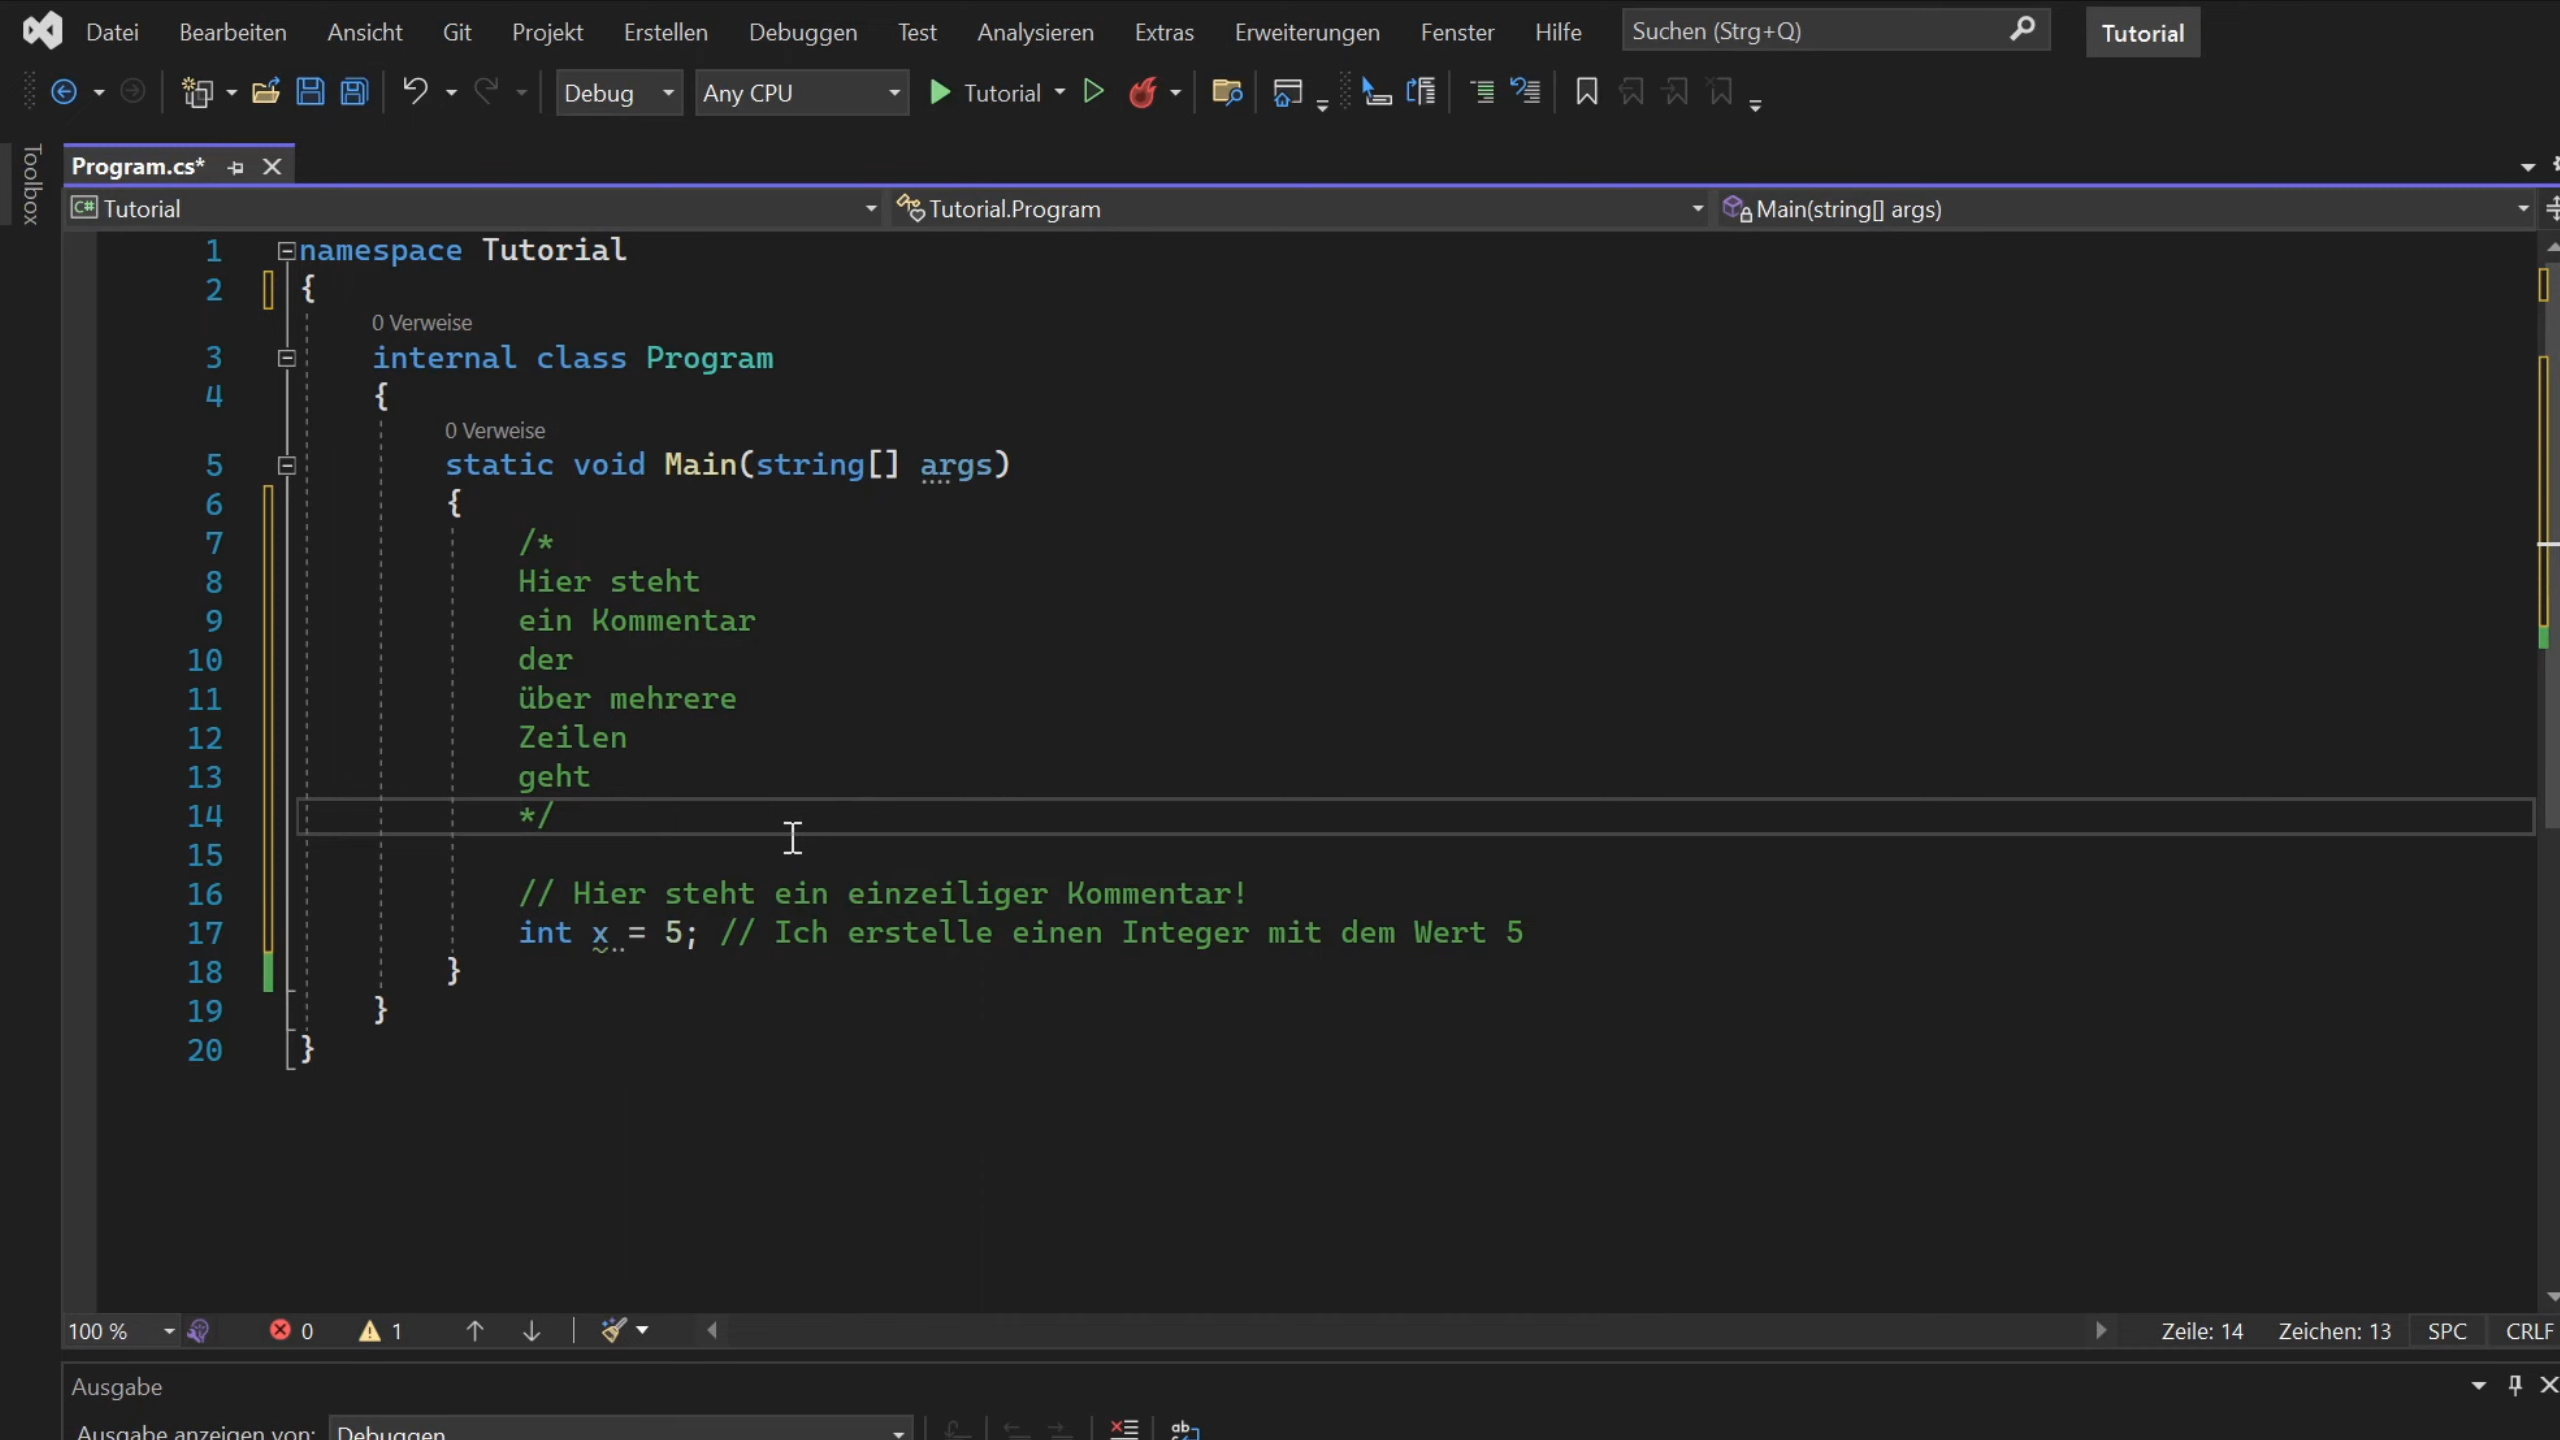 Datei Bearbeiten Ansicht Git Projekt Erstellen Debuggen Test Analysieren Extras Erweiterungen Fenster Hilfe Suchen (Strg+Q) Tutorial
Debug Any CPU Tutorial
Toolbox
Program.cs*
C# Tutorial Tutorial.Program Main(string[] args)
1 namespace Tutorial
2 {
0 Verweise
3 internal class Program
4 {
0 Verweise
5 static void Main(string[] args)
6 {
7 /*
8 Hier steht
9 ein Kommentar
10 der
11 über mehrere
12 Zeilen
13 geht
14 */
15
16 // Hier steht ein einzeiliger Kommentar!
17 int x = 5; // Ich erstelle einen Integer mit dem Wert 5
18 }
19 }
20 }
100 % 0 1 Zeile: 14 Zeichen: 13 SPC CRLF
Ausgabe
Ausgabe anzeigen von: Debuggen